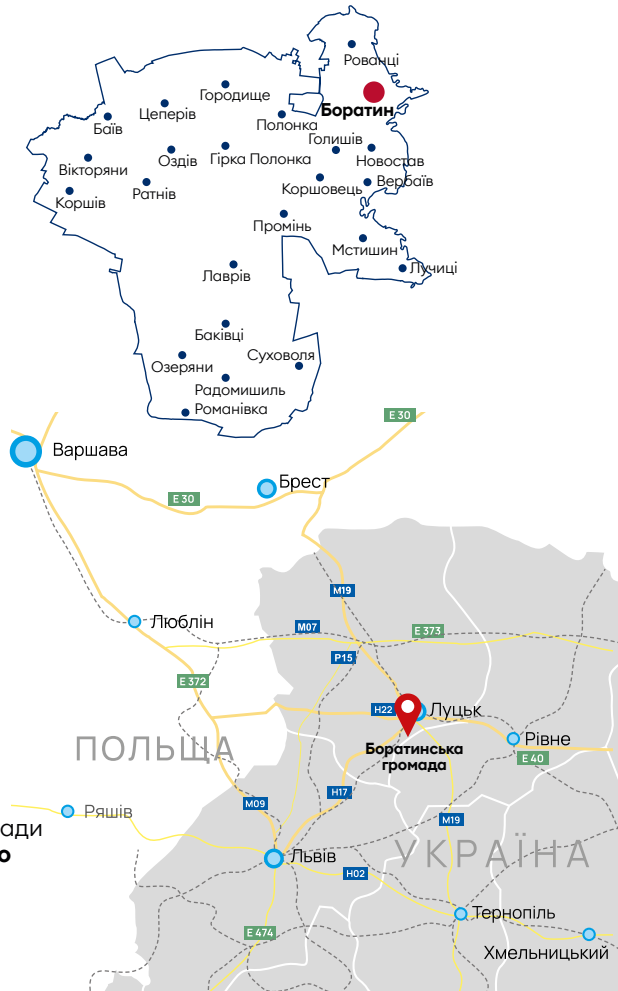 Рованці
Городище
Боратин
Цеперів
Полонка
Баїв
Голишів
Оздів
Гірка Полонка
Новостав
Вікторяни
Вербаїв
Ратнів
Коршовець
Коршів
Промінь
Мстишин
Лаврів
Лучиці
Баківці
Суховоля
Озеряни
Радомишиль
Романівка
E 30
Варшава
Брест
E 30
M19
Люблін
M07
E 373
P15
E 372
H22
Луцьк
ПОЛЬЩА
Боратинська
громада
Рівне
E 40
H17
M09
Ряшів
M19
ади
о
Львів
УКРАЇНА
H02
Тернопіль
E 474
Хмельницький